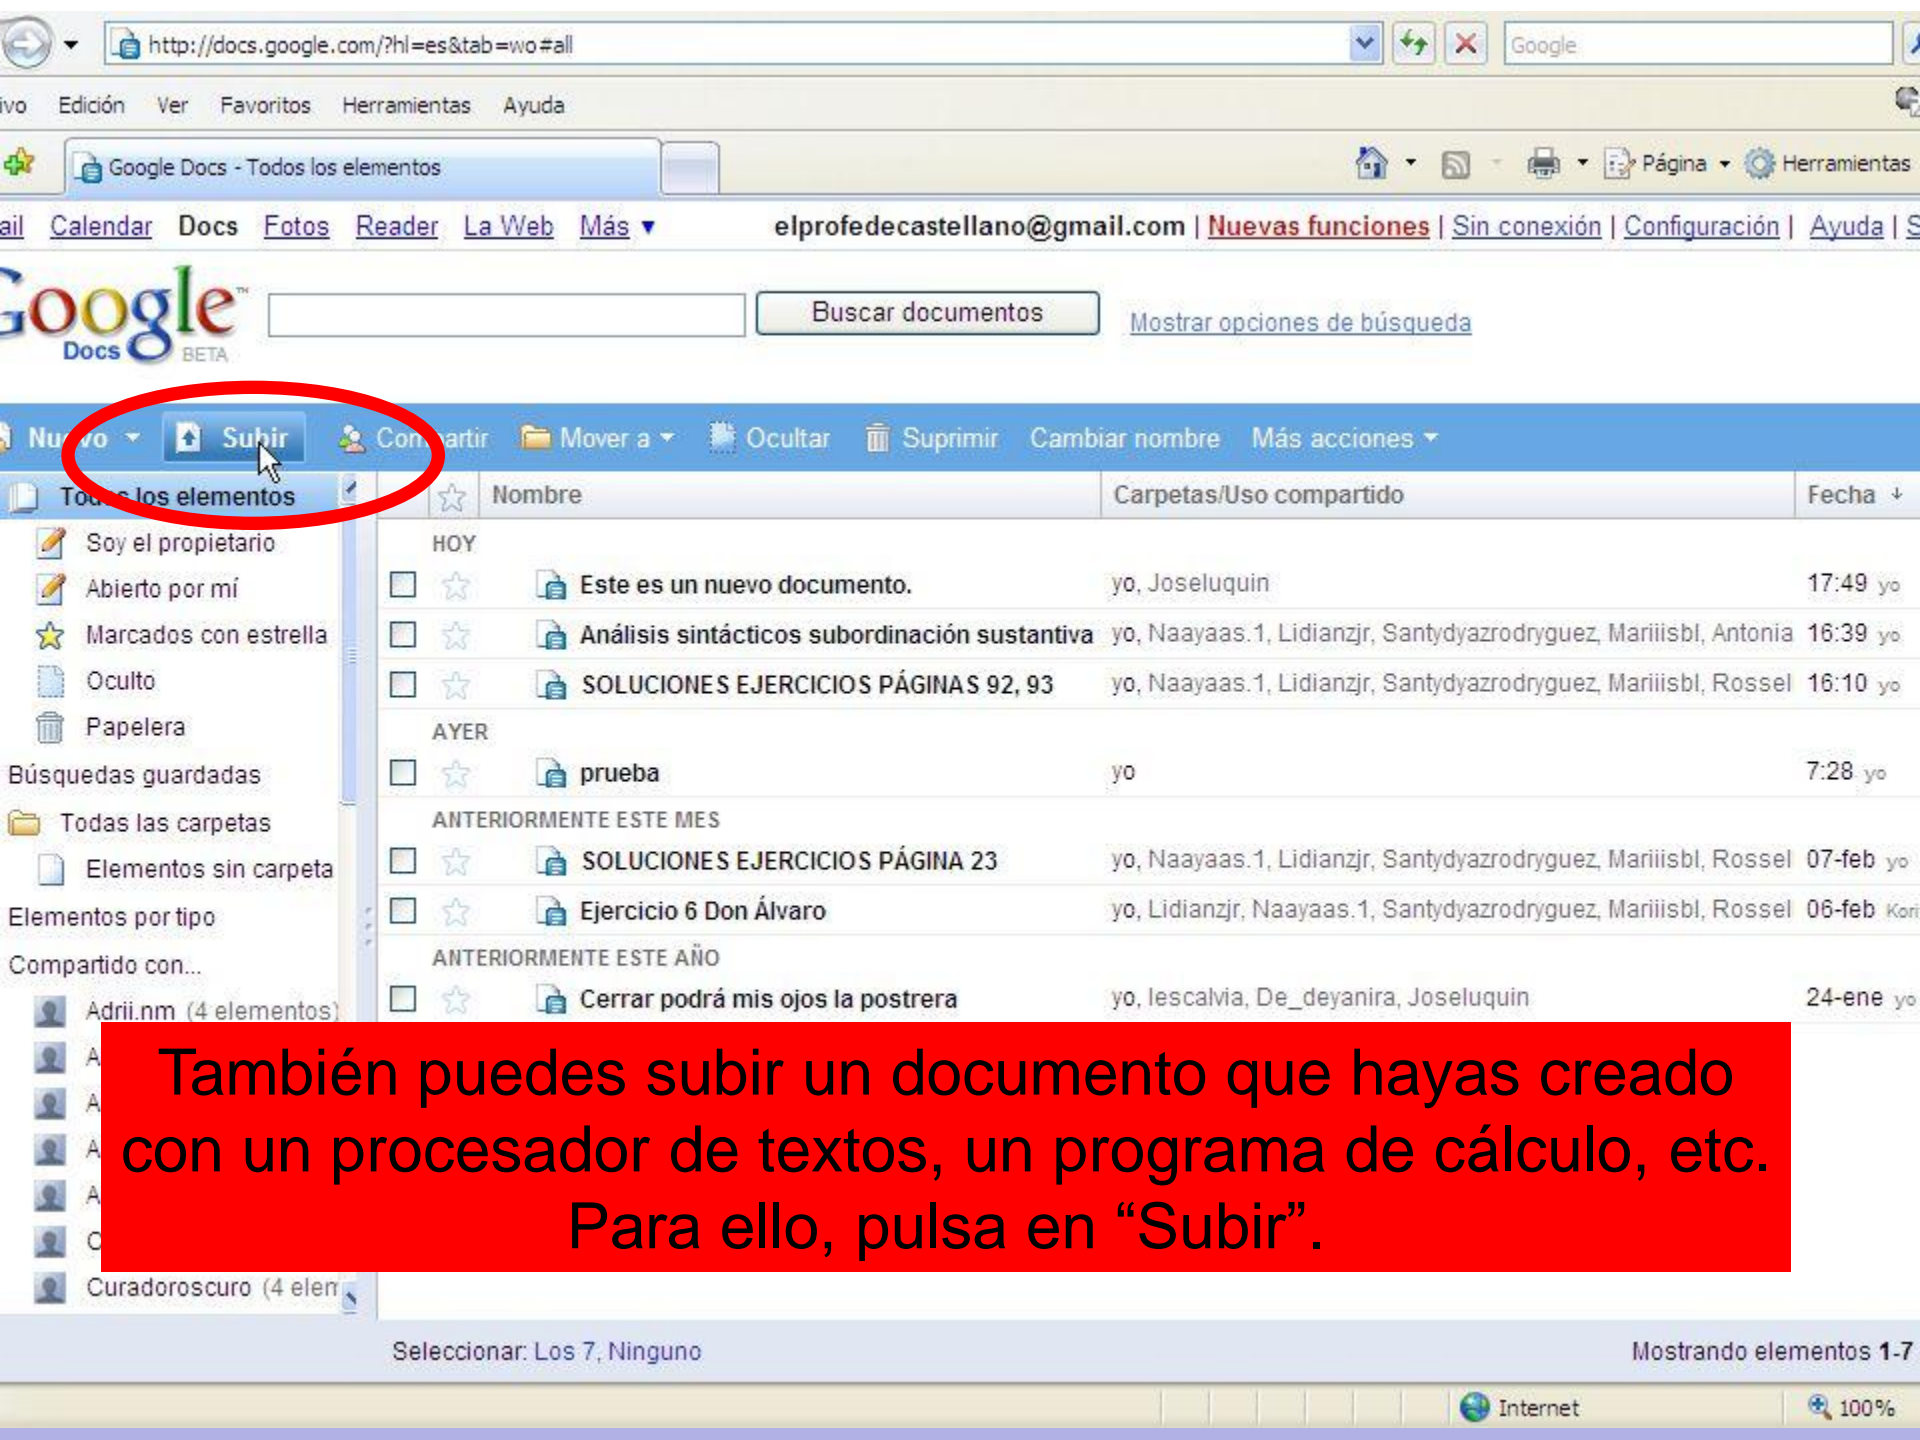 http://docs.google.com/?hl=es&tab=wo#all
Google
Edición Ver Favoritos Herramientas Ayuda
Google Docs - Todos los elementos
Página Herramientas
Calendar Docs Fotos Reader La Web Más ▼ elprofedecastellano@gmail.com | Nuevas funciones | Sin conexión | Configuración | Ayuda |
Google™
Docs BETA
Buscar documentos
Mostrar opciones de búsqueda
Nuevo Subir Compartir Mover a Ocultar Suprimir Cambiar nombre Más acciones
Todos los elementos
Nombre Carpetas/Uso compartido Fecha
Soy el propietario
Abierto por mí
Marcados con estrella
Oculto
Papelera
Búsquedas guardadas
Todas las carpetas
Elementos sin carpeta
Elementos por tipo
Compartido con...
Adrii.nm (4 elementos)
A
A
A
A
Curadoroscuro (4 elem
HOY
Este es un nuevo documento. yo, Joseluquin 17:49 yo
Análisis sintácticos subordinación sustantiva yo, Naayaas.1, Lidianzjr, Santydyazrodryguez, Mariiisbl, Antonia 16:39 yo
SOLUCIONES EJERCICIOS PÁGINAS 92, 93 yo, Naayaas.1, Lidianzjr, Santydyazrodryguez, Mariiisbl, Rossel 16:10 yo
AYER
prueba yo 7:28 yo
ANTERIORMENTE ESTE MES
SOLUCIONES EJERCICIOS PÁGINA 23 yo, Naayaas.1, Lidianzjr, Santydyazrodryguez, Mariiisbl, Rossel 07-feb yo
Ejercicio 6 Don Álvaro yo, Lidianzjr, Naayaas.1, Santydyazrodryguez, Mariiisbl, Rossel 06-feb Kori
ANTERIORMENTE ESTE AÑO
Cerrar podrá mis ojos la postrera yo, lescalvia, De_deyanira, Joseluquin 24-ene yo
También puedes subir un documento que hayas creado
con un procesador de textos, un programa de cálculo, etc.
Para ello, pulsa en “Subir”.
Seleccionar: Los 7, Ninguno
Mostrando elementos 1-7
Internet 100%